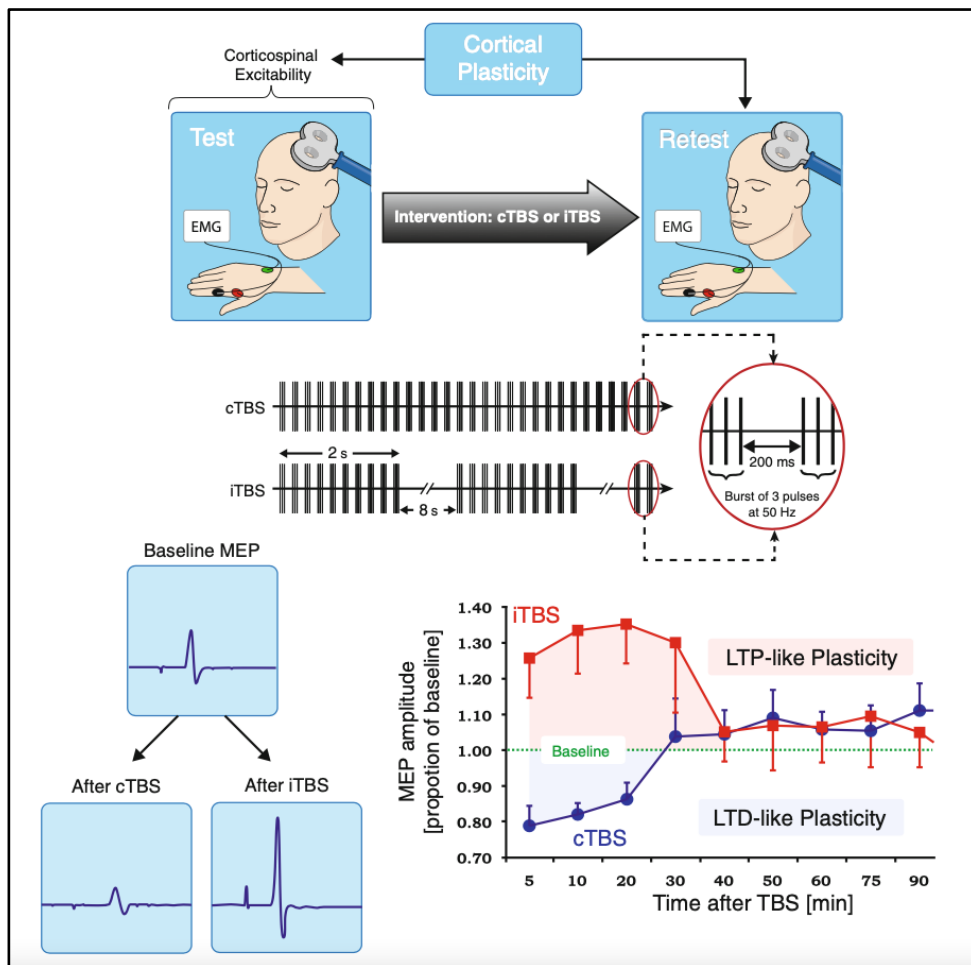 Corticospinal
Excitability
Cortical
Plasticity
Test
EMG
Intervention: cTBS or iTBS
Retest
EMG
cTBS
2 s
iTBS
8 s
200 ms
Burst of 3 pulses
at 50 Hz
Baseline MEP
After cTBS
After iTBS
MEP amplitude
[propotion of baseline]
1.40
1.30
1.20
1.10
1.00
0.90
0.80
0.70
iTBS
LTP-like Plasticity
Baseline
LTD-like Plasticity
cTBS
5 10 20 30 40 50 60 75 90
Time after TBS [min]